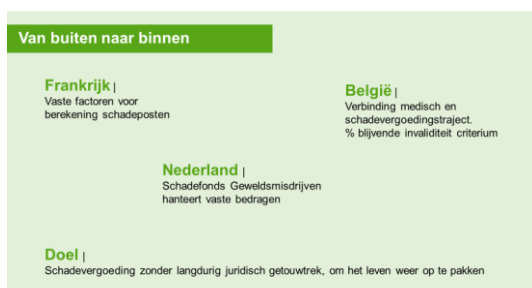 Van buiten naar binnen
Frankrijk |
Vaste factoren voor
berekening schadeposten
België |
Verbinding medisch en
schadevergoedingstraject.
% blijvende invaliditeit criterium
Nederland |
Schadefonds Geweldsmisdrijven
hanteert vaste bedragen
Doel |
Schadevergoeding zonder langdurig juridisch getouwtrek, om het leven weer op te pakken